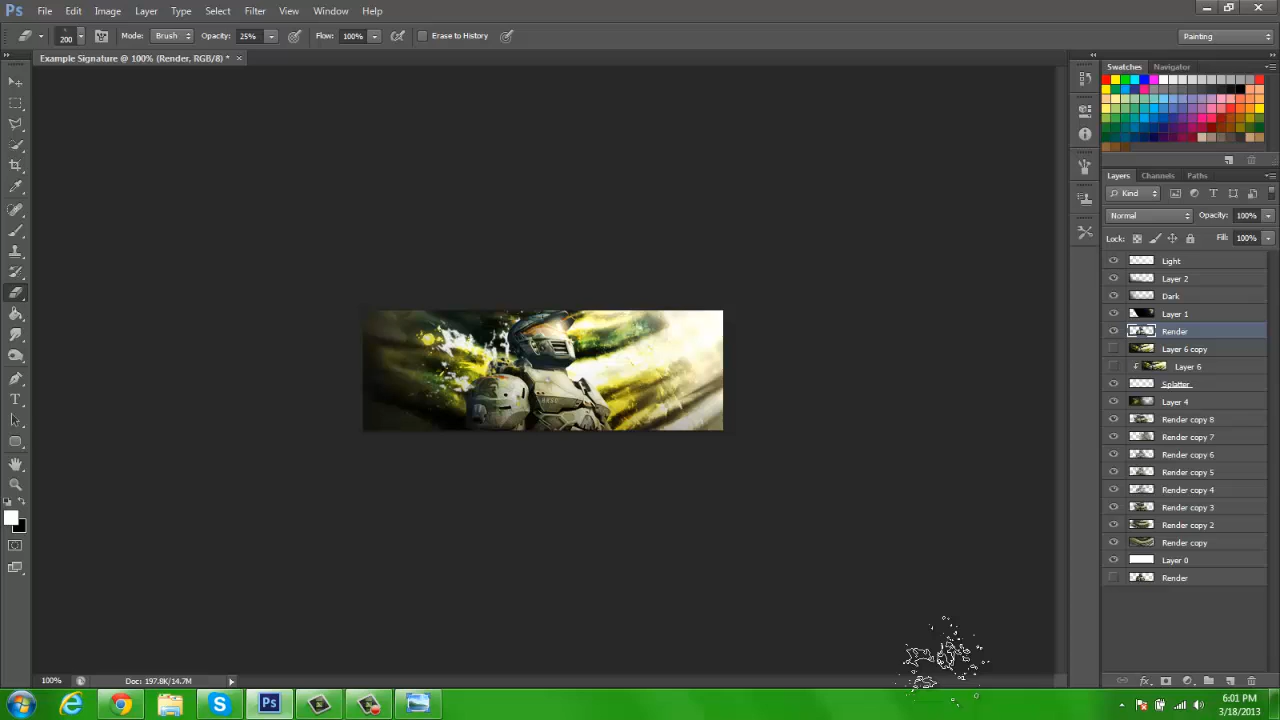 Ps File Edit Image Layer Type Select Filter View Window Help
200 Mode: Brush Opacity: 25% Flow: 100% Erase to History Painting
Example Signature @ 100% (Render, RGB/8) * ×
Swatches Navigator
Layers Channels Paths
Kind
Normal Opacity: 100%
Lock: Fill: 100%
Light
Layer 2
Dark
Layer 1
Render
Layer 6 copy
Layer 6
Splatter
Layer 4
Render copy 8
Render copy 7
Render copy 6
Render copy 5
Render copy 4
Render copy 3
Render copy 2
Render copy
Layer 0
Render
100% Doc: 197.8K/14.7M
Ps
6:01 PM
3/18/2013